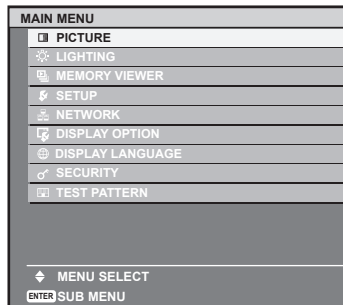 MAIN MENU
PICTURE
LIGHTING
MEMORY VIEWER
SETUP
NETWORK
DISPLAY OPTION
DISPLAY LANGUAGE
SECURITY
TEST PATTERN
MENU SELECT
ENTER SUB MENU